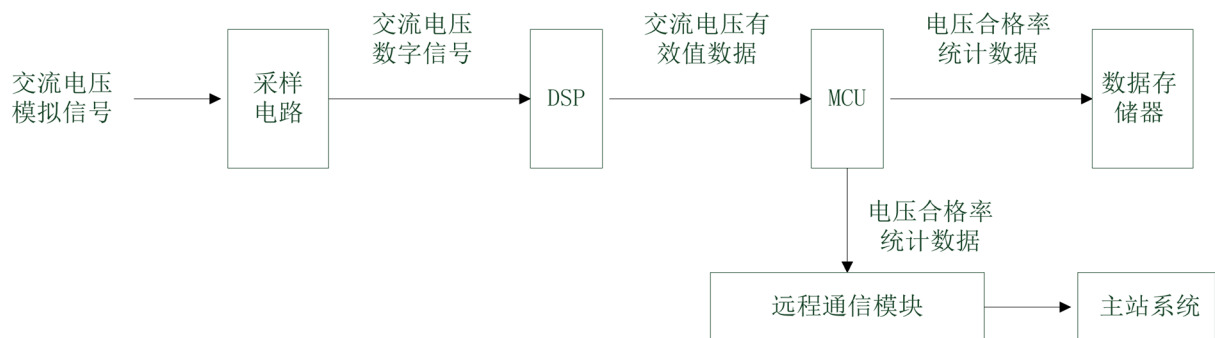 交流电压
模拟信号
采样
电路
交流电压
数字信号
DSP
交流电压有
效值数据
MCU
电压合格率
统计数据
数据存
储器
电压合格率
统计数据
远程通信模块
主站系统